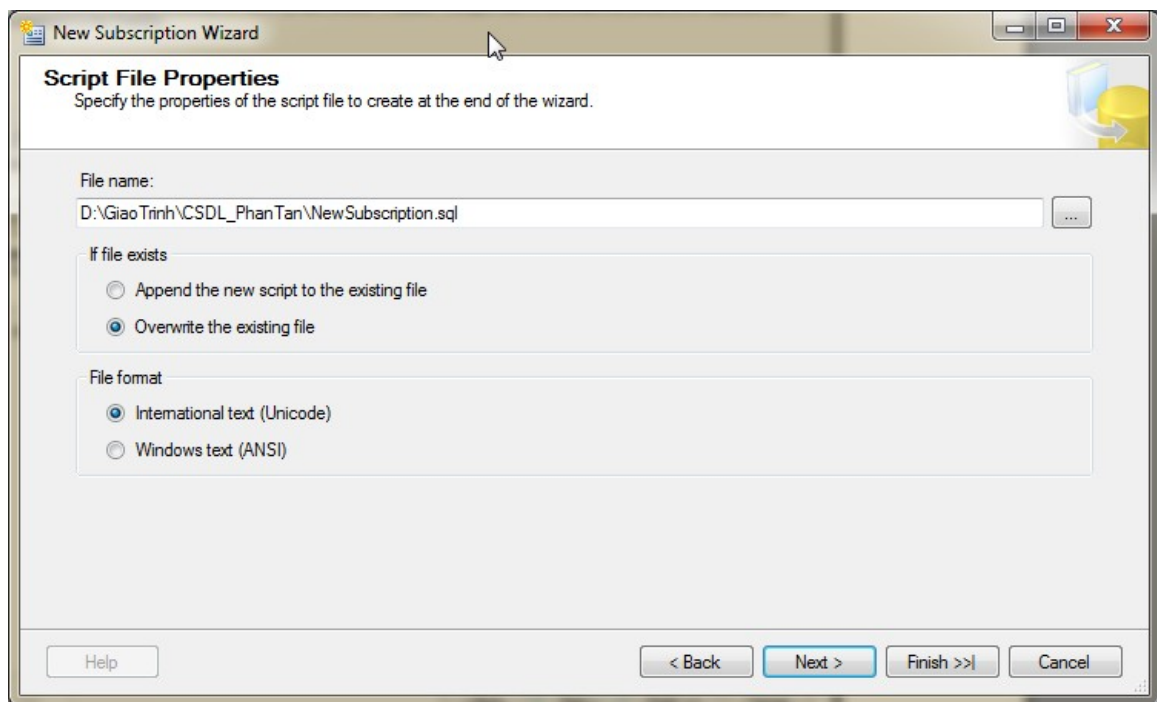 New Subscription Wizard
Script File Properties
Specify the properties of the script file to create at the end of the wizard.
File name:
D:\GiaoTrinh\CSDL_PhanTan\NewSubscription.sql
...
If file exists
Append the new script to the existing file
Overwrite the existing file
File format
International text (Unicode)
Windows text (ANSI)
Help
< Back
Next >
Finish >>|
Cancel